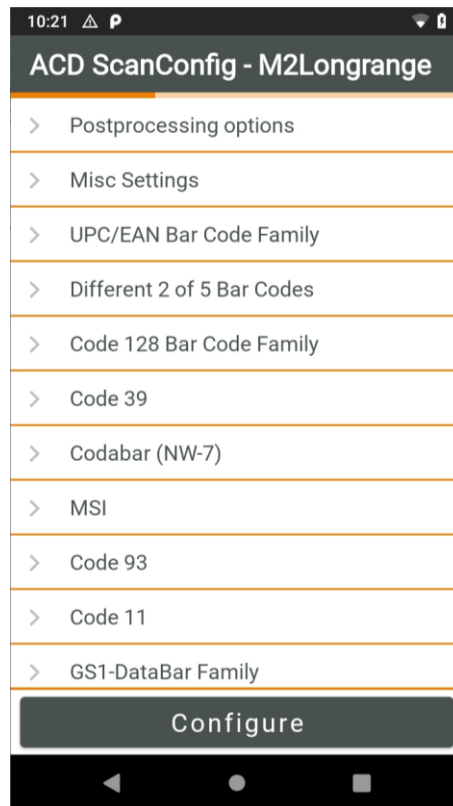 10:21
ACD ScanConfig - M2Longrange
Postprocessing options
Misc Settings
UPC/EAN Bar Code Family
Different 2 of 5 Bar Codes
Code 128 Bar Code Family
Code 39
Codabar (NW-7)
MSI
Code 93
Code 11
GS1-DataBar Family
Configure